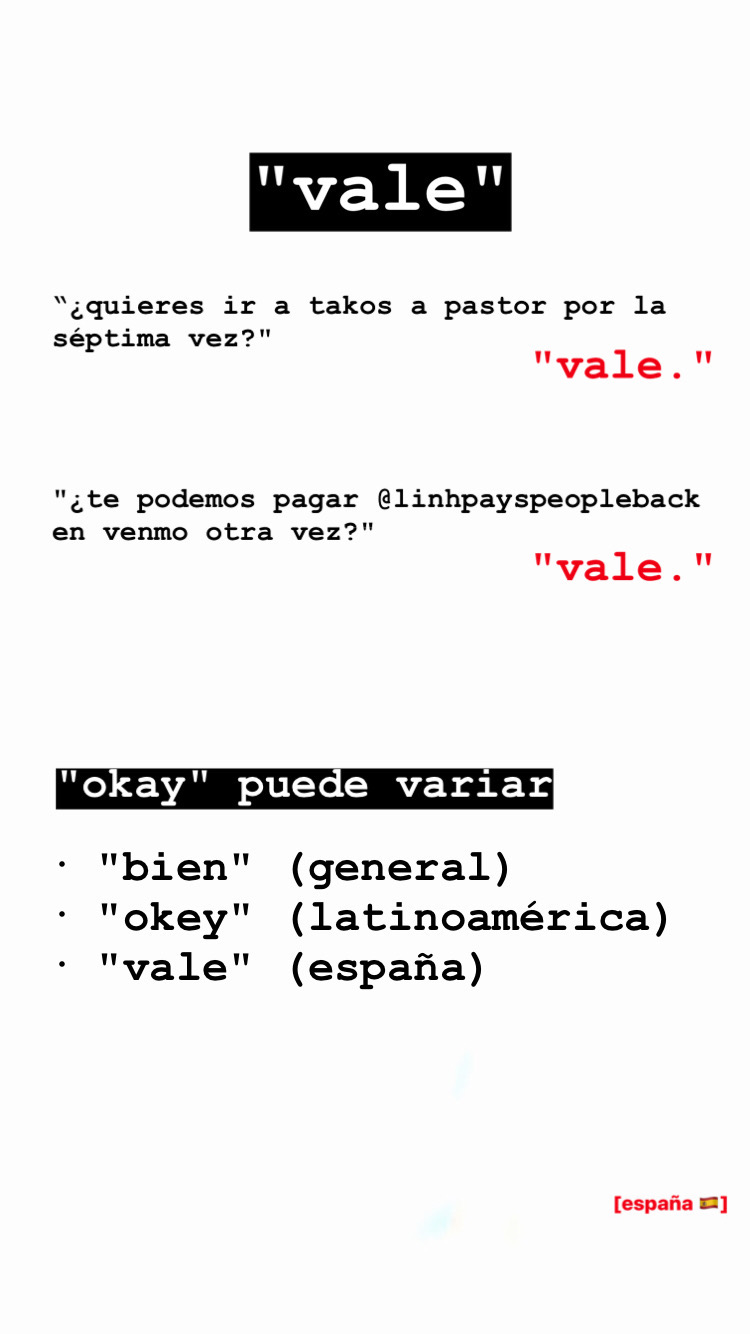 "vale"
“¿quieres ir a takos a pastor por la
séptima vez?"
"vale."
"¿te podemos pagar @linhpayspeopleback
en venmo otra vez?"
"vale."
"okay" puede variar
· "bien" (general)
· "okey" (latinoamérica)
· "vale" (españa)
[españa 🇪🇸]